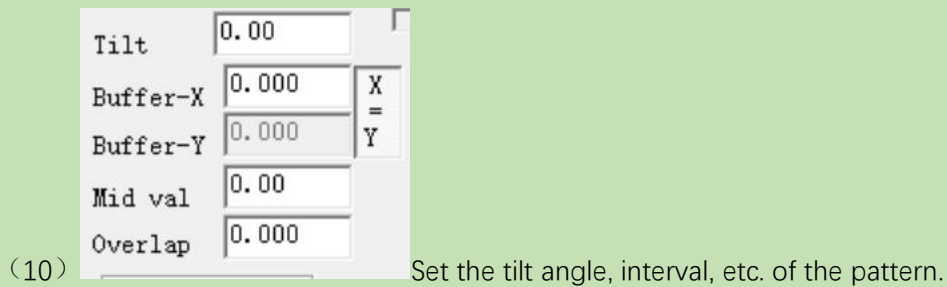 Tilt 0.00
Buffer-X 0.000 X
=
Buffer-Y 0.000 Y
Mid val 0.00
Overlap 0.000
（10） Set the tilt angle, interval, etc. of the pattern.